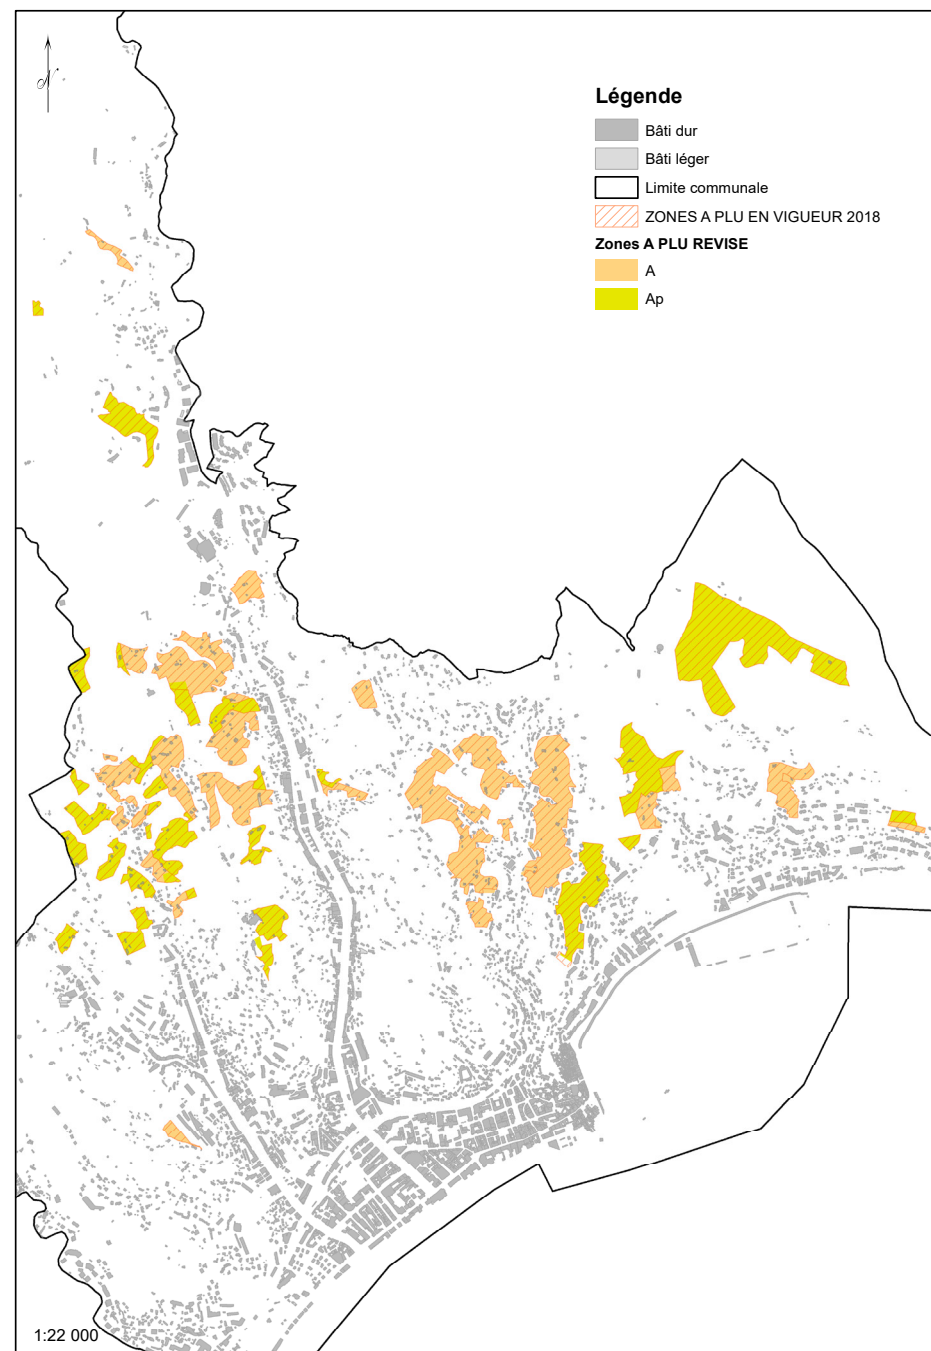 N
Légende
Bâti dur
Bâti léger
Limite communale
ZONES A PLU EN VIGUEUR 2018
Zones A PLU REVISE
A
Ap
1:22 000